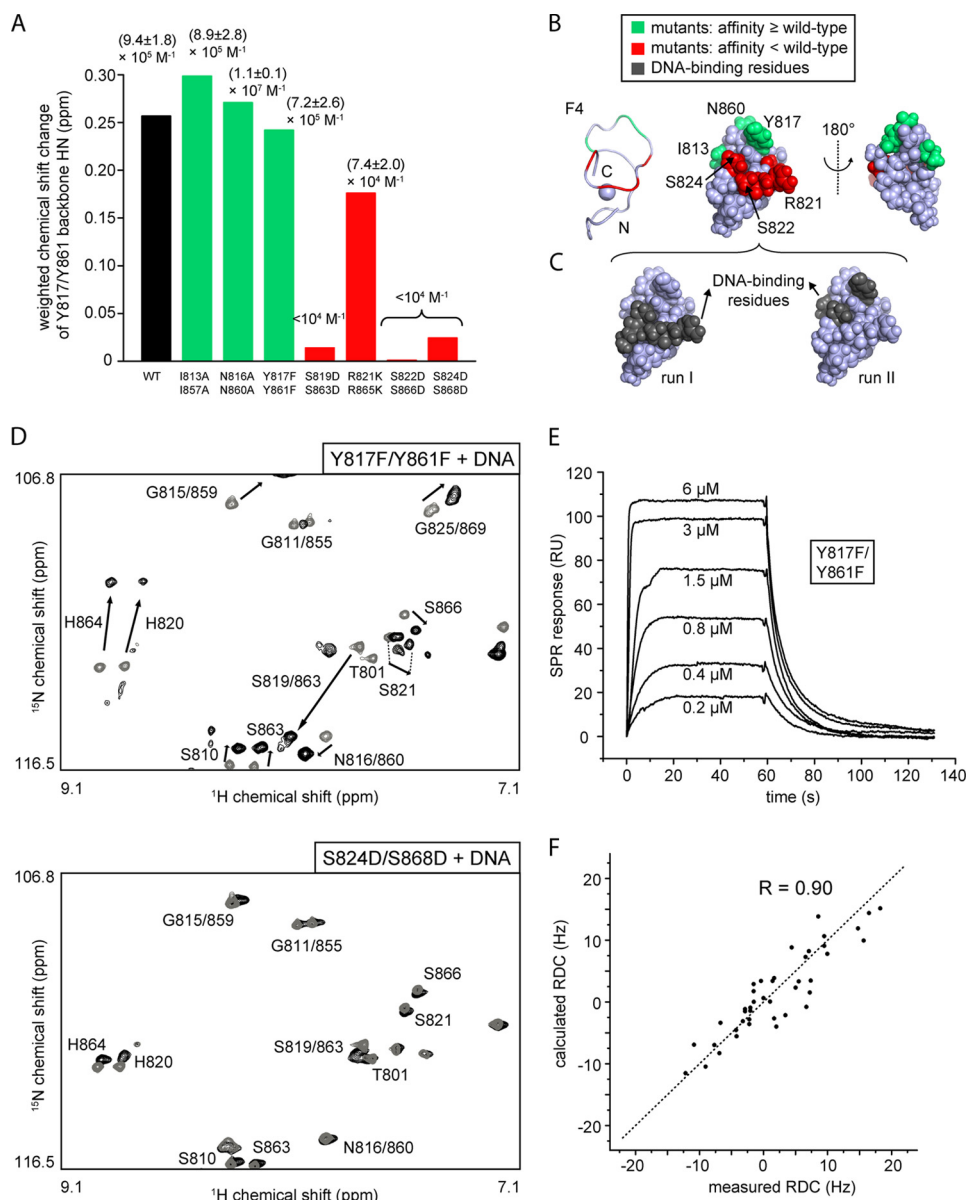 A
(9.4±1.8)
× 10⁵ M⁻¹
(8.9±2.8)
× 10⁵ M⁻¹
(1.1±0.1)
× 10⁷ M⁻¹
(7.2±2.6)
× 10⁵ M⁻¹
(7.4±2.0)
× 10⁴ M⁻¹
<10⁴ M⁻¹
<10⁴ M⁻¹
weighted chemical shift change
of Y817/Y861 backbone HN (ppm)
0.30
0.25
0.20
0.15
0.10
0.05
0
WT
I813A
I857A
N816A
N860A
Y817F
Y861F
S819D
S863D
R821K
R865K
S822D
S866D
S824D
S868D
B
mutants: affinity ≥ wild-type
mutants: affinity < wild-type
DNA-binding residues
F4
C
N
N860
Y817
I813
S824
R821
S822
180°
C
DNA-binding
residues
run I
run II
D
Y817F/Y861F + DNA
106.8
116.5
¹⁵N chemical shift (ppm)
G815/859
G825/869
G811/855
H864
H820
S866
T801
S821
S819/863
S863
S810
N816/860
9.1
7.1
¹H chemical shift (ppm)
S824D/S868D + DNA
106.8
116.5
¹⁵N chemical shift (ppm)
G815/859
G811/855
S866
S821
S819/863
H864
H820
T801
S810
S863
N816/860
9.1
7.1
¹H chemical shift (ppm)
E
SPR response (RU)
120
100
80
60
40
20
0
6 µM
3 µM
1.5 µM
0.8 µM
0.4 µM
0.2 µM
Y817F/
Y861F
0
20
40
60
80
100
120
140
time (s)
F
R = 0.90
calculated RDC (Hz)
20
10
0
-10
-20
-20
-10
0
10
20
measured RDC (Hz)